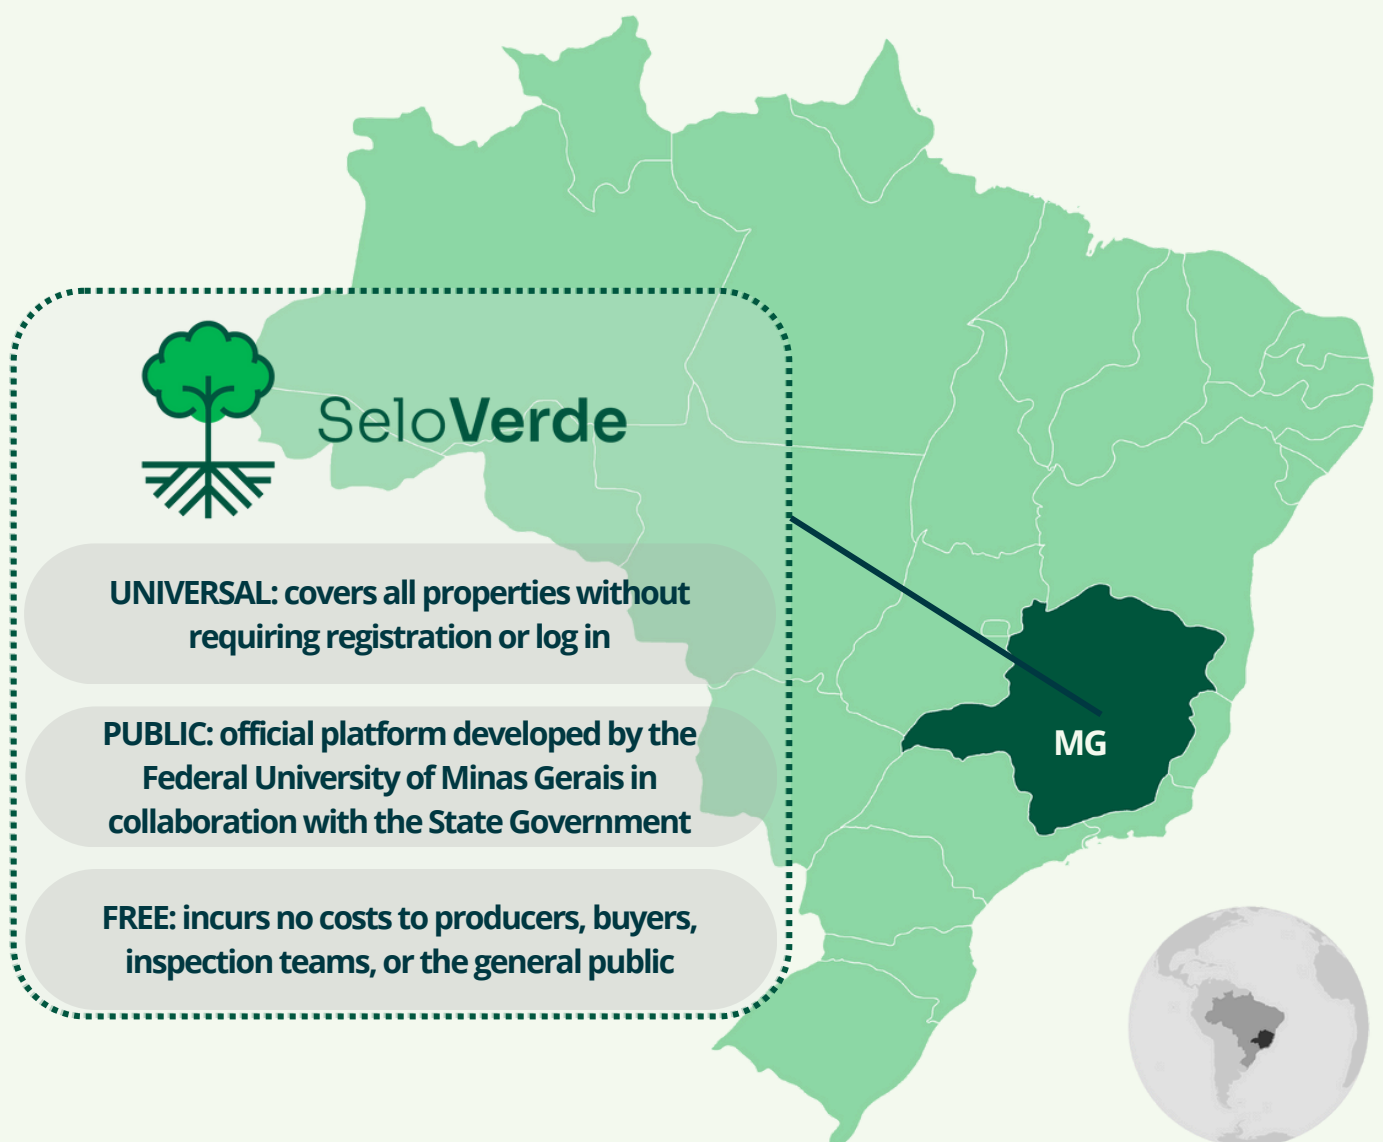 SeloVerde
UNIVERSAL: covers all properties without
requiring registration or log in
PUBLIC: official platform developed by the
Federal University of Minas Gerais in
collaboration with the State Government
FREE: incurs no costs to producers, buyers,
inspection teams, or the general public
MG